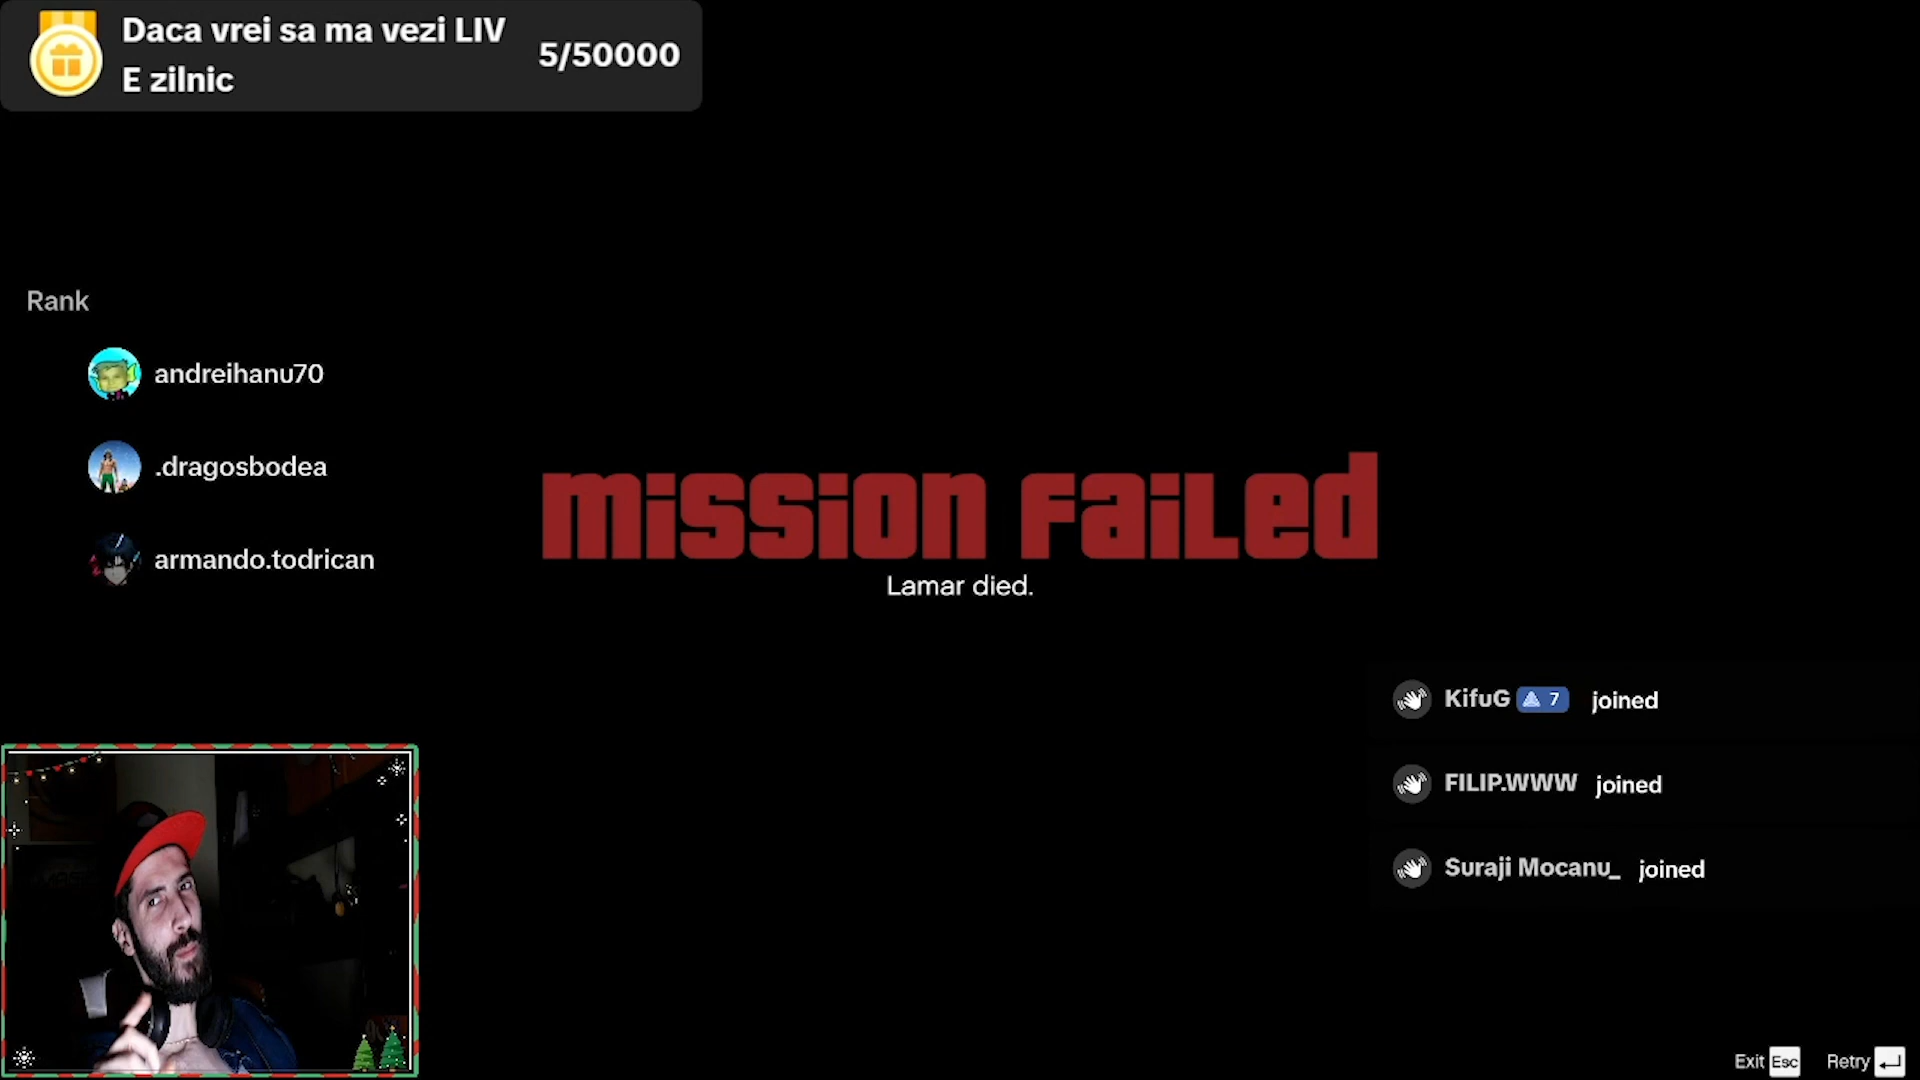 Daca vrei sa ma vezi LIV
E zilnic
5/50000
Rank
andreihanu70
.dragosbodea
armando.todrican
mission failed
Lamar died.
KifuG 7 joined
FILIP.WWW joined
Suraji Mocanu_ joined
Exit Esc Retry